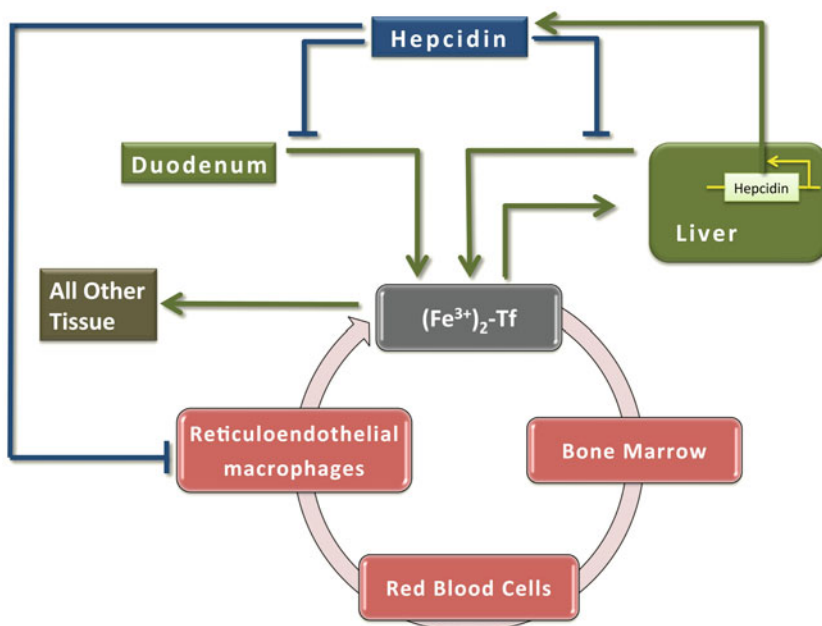 Hepcidin
Duodenum
Hepcidin
Liver
All Other
Tissue
(Fe³⁺)₂-Tf
Reticuloendothelial
macrophages
Bone Marrow
Red Blood Cells